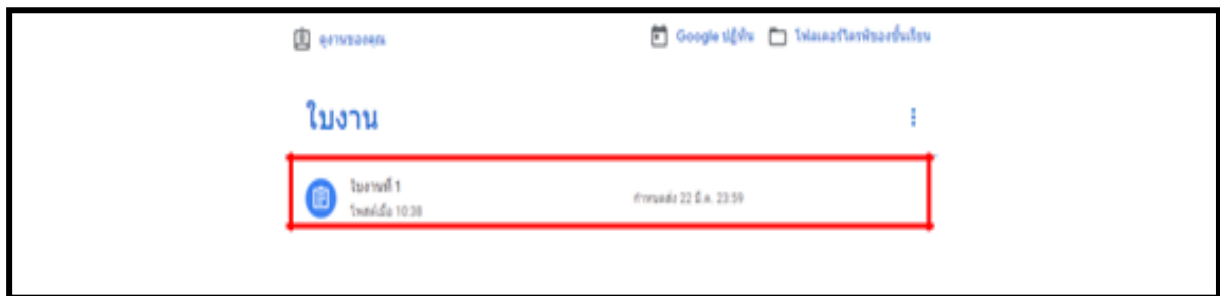 ดูงานของคุณ
Google ปฏิทิน โฟลเดอร์ไดรฟ์ของชั้นเรียน
ใบงาน
ใบงานที่ 1
โพสต์เมื่อ 10:38
กำหนดส่ง 22 มี.ค. 23:59